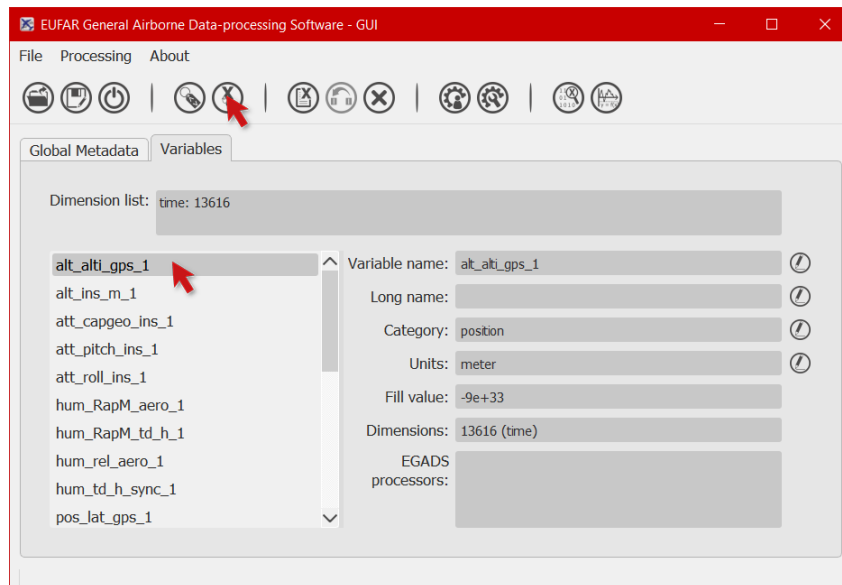 EUFAR General Airborne Data-processing Software - GUI
File Processing About
Global Metadata Variables
Dimension list: time: 13616
alt_alti_gps_1
alt_ins_m_1
att_capgeo_ins_1
att_pitch_ins_1
att_roll_ins_1
hum_RapM_aero_1
hum_RapM_td_h_1
hum_rel_aero_1
hum_td_h_sync_1
pos_lat_gps_1
Variable name: alt_alti_gps_1
Long name:
Category: position
Units: meter
Fill value: -9e+33
Dimensions: 13616 (time)
EGADS
processors: